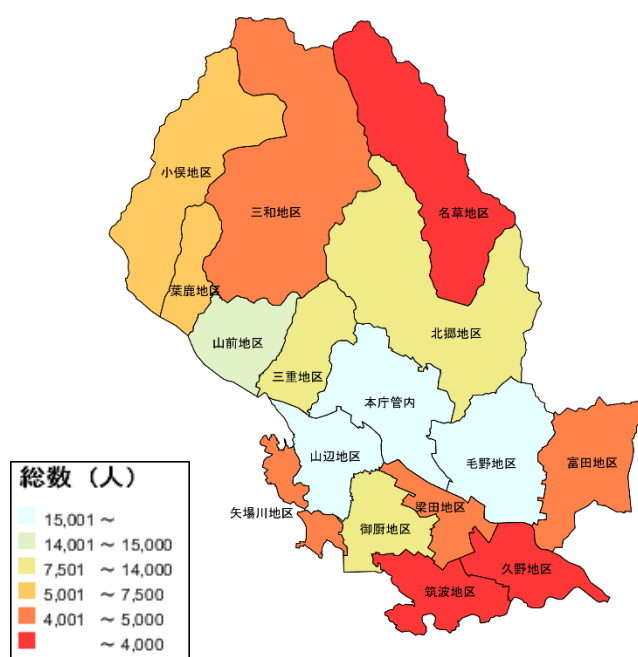 小俣地区
三和地区
名草地区
葉鹿地区
山前地区
三重地区
北郷地区
本庁管内
山辺地区
毛野地区
富田地区
矢場川地区
御厨地区
梁田地区
筑波地区
久野地区
総数（人）
15,001 ～
14,001 ～ 15,000
7,501 ～ 14,000
5,001 ～ 7,500
4,001 ～ 5,000
～ 4,000